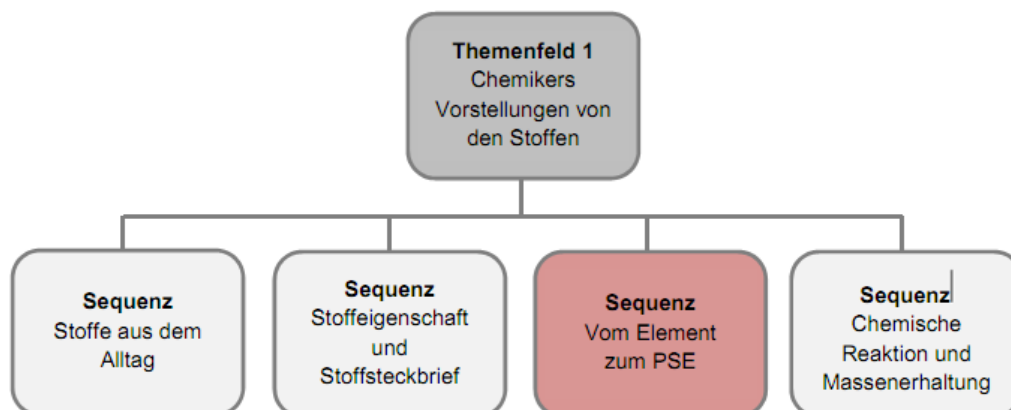 Themenfeld 1
Chemikers
Vorstellungen von
den Stoffen
Sequenz
Stoffe aus dem
Alltag
Sequenz
Stoffeigenschaft
und
Stoffsteckbrief
Sequenz
Vom Element
zum PSE
Sequenz
Chemische
Reaktion und
Massenerhaltung